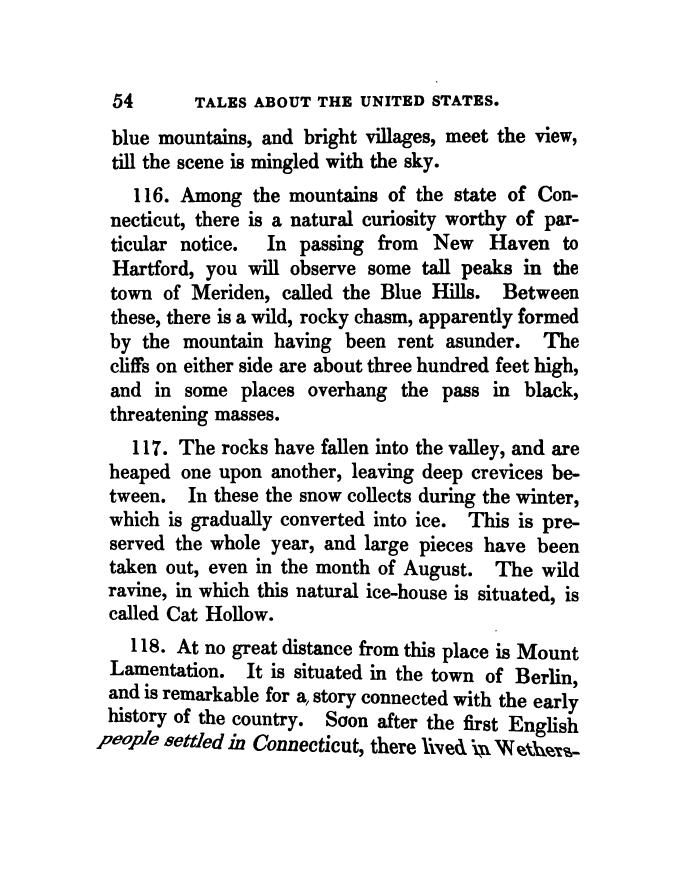 54 TALES ABOUT THE UNITED STATES.
blue mountains, and bright villages, meet the view,
till the scene is mingled with the sky.
116. Among the mountains of the state of Con-
necticut, there is a natural curiosity worthy of par-
ticular notice. In passing from New Haven to
Hartford, you will observe some tall peaks in the
town of Meriden, called the Blue Hills. Between
these, there is a wild, rocky chasm, apparently formed
by the mountain having been rent asunder. The
cliffs on either side are about three hundred feet high,
and in some places overhang the pass in black,
threatening masses.
117. The rocks have fallen into the valley, and are
heaped one upon another, leaving deep crevices be-
tween. In these the snow collects during the winter,
which is gradually converted into ice. This is pre-
served the whole year, and large pieces have been
taken out, even in the month of August. The wild
ravine, in which this natural ice-house is situated, is
called Cat Hollow.
118. At no great distance from this place is Mount
Lamentation. It is situated in the town of Berlin,
and is remarkable for a story connected with the early
history of the country. Soon after the first English
people settled in Connecticut, there lived in Wethers-